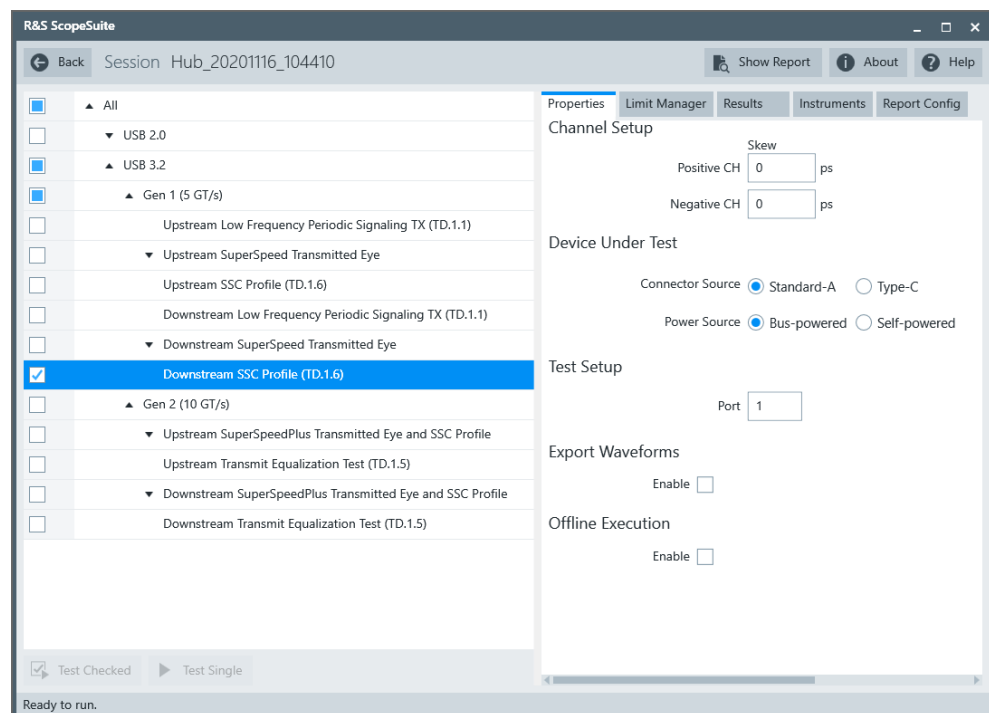 R&S ScopeSuite
Back Session Hub_20201116_104410 Show Report About Help
All
USB 2.0
USB 3.2
Gen 1 (5 GT/s)
Upstream Low Frequency Periodic Signaling TX (TD.1.1)
Upstream SuperSpeed Transmitted Eye
Upstream SSC Profile (TD.1.6)
Downstream Low Frequency Periodic Signaling TX (TD.1.1)
Downstream SuperSpeed Transmitted Eye
Downstream SSC Profile (TD.1.6)
Gen 2 (10 GT/s)
Upstream SuperSpeedPlus Transmitted Eye and SSC Profile
Upstream Transmit Equalization Test (TD.1.5)
Downstream SuperSpeedPlus Transmitted Eye and SSC Profile
Downstream Transmit Equalization Test (TD.1.5)
Test Checked Test Single
Properties Limit Manager Results Instruments Report Config
Channel Setup
Skew
Positive CH 0 ps
Negative CH 0 ps
Device Under Test
Connector Source Standard-A Type-C
Power Source Bus-powered Self-powered
Test Setup
Port 1
Export Waveforms
Enable
Offline Execution
Enable
Ready to run.